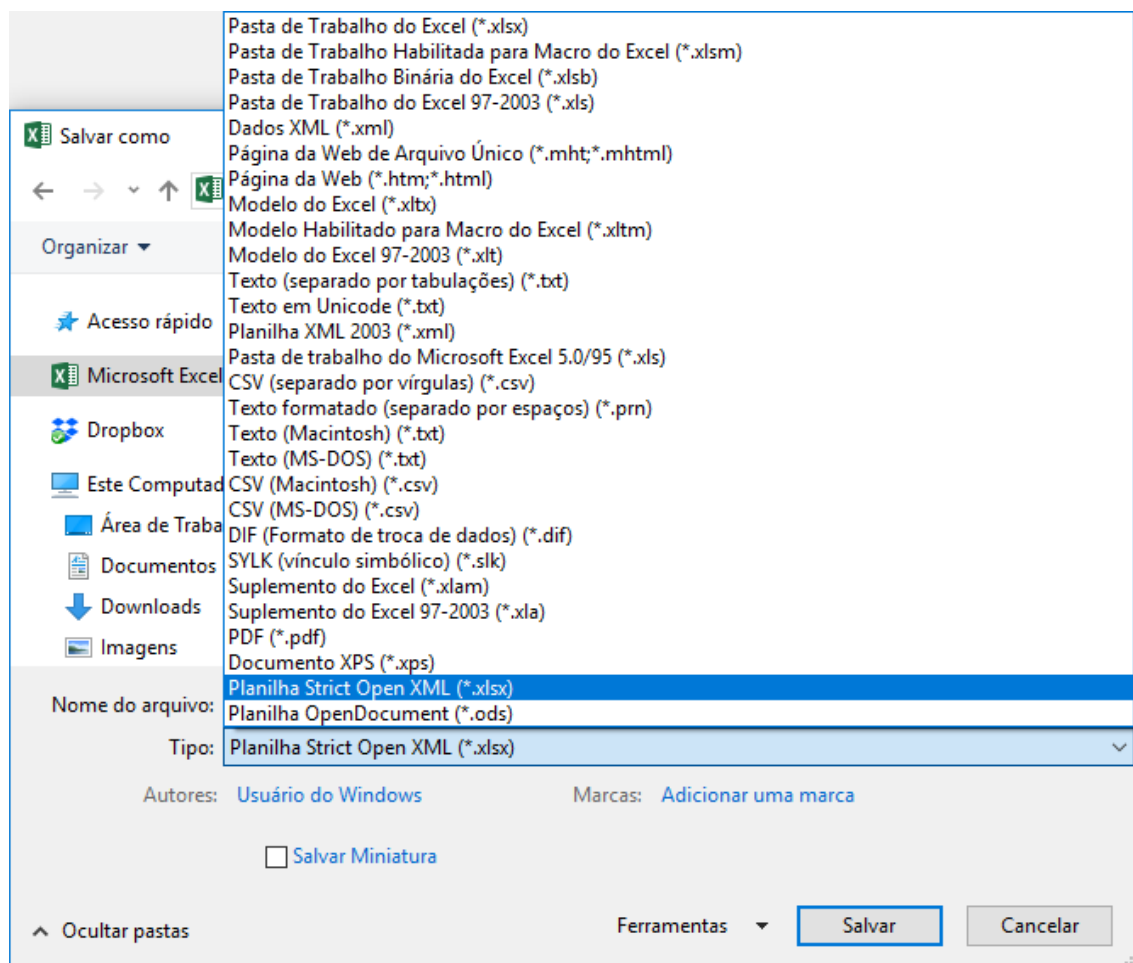 Pasta de Trabalho do Excel (*.xlsx)
Pasta de Trabalho Habilitada para Macro do Excel (*.xlsm)
Pasta de Trabalho Binária do Excel (*.xlsb)
Pasta de Trabalho do Excel 97-2003 (*.xls)
Dados XML (*.xml)
Página da Web de Arquivo Único (*.mht;*.mhtml)
Página da Web (*.htm;*.html)
Modelo do Excel (*.xltx)
Modelo Habilitado para Macro do Excel (*.xltm)
Modelo do Excel 97-2003 (*.xlt)
Texto (separado por tabulações) (*.txt)
Texto em Unicode (*.txt)
Planilha XML 2003 (*.xml)
Pasta de trabalho do Microsoft Excel 5.0/95 (*.xls)
CSV (separado por vírgulas) (*.csv)
Texto formatado (separado por espaços) (*.prn)
Texto (Macintosh) (*.txt)
Texto (MS-DOS) (*.txt)
CSV (Macintosh) (*.csv)
CSV (MS-DOS) (*.csv)
DIF (Formato de troca de dados) (*.dif)
SYLK (vínculo simbólico) (*.slk)
Suplemento do Excel (*.xlam)
Suplemento do Excel 97-2003 (*.xla)
PDF (*.pdf)
Documento XPS (*.xps)
Planilha Strict Open XML (*.xlsx)
Planilha OpenDocument (*.ods)
Salvar como
Organizar
Acesso rápido
Microsoft Excel
Dropbox
Este Computad
Área de Traba
Documentos
Downloads
Imagens
Nome do arquivo:
Tipo: Planilha Strict Open XML (*.xlsx)
Autores: Usuário do Windows Marcas: Adicionar uma marca
Salvar Miniatura
Ocultar pastas Ferramentas Salvar Cancelar